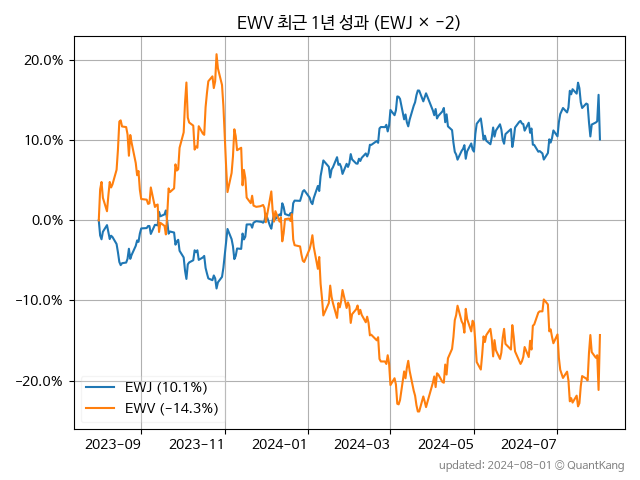 EWV 최근 1년 성과 (EWJ × −2)
20.0%
10.0%
0.0%
−10.0%
−20.0%
EWJ (10.1%)
EWV (−14.3%)
2023−09
2023−11
2024−01
2024−03
2024−05
2024−07
updated: 2024−08−01 © QuantKang